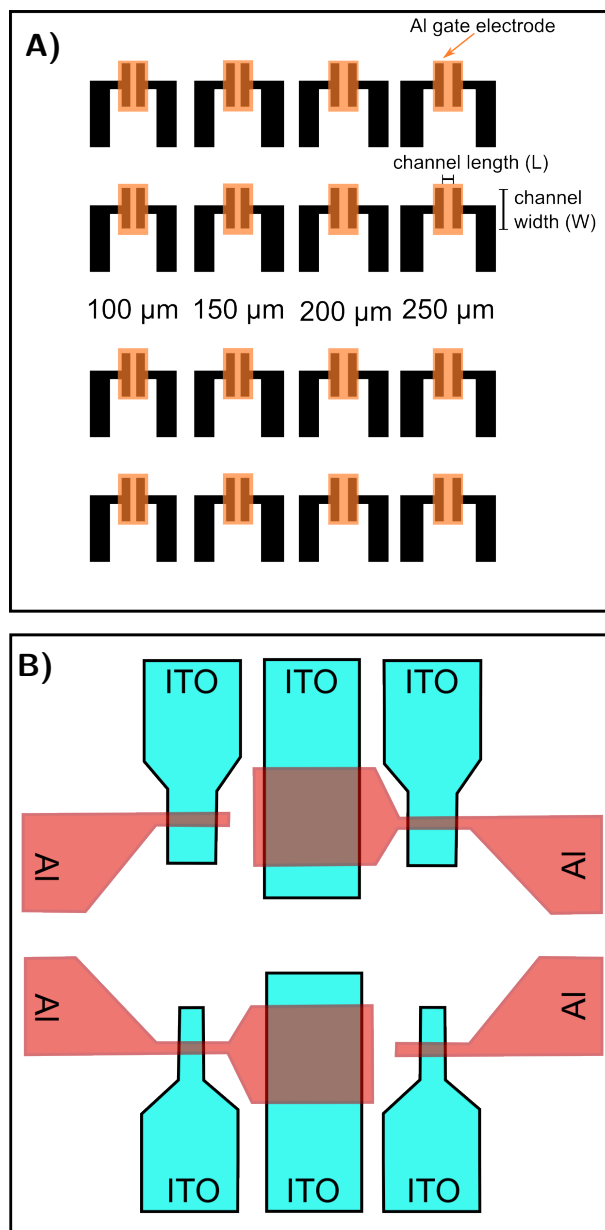 A)
Al gate electrode
channel length (L)
channel
width (W)
100 µm 150 µm 200 µm 250 µm
B)
ITO ITO ITO
Al Al
Al Al
ITO ITO ITO